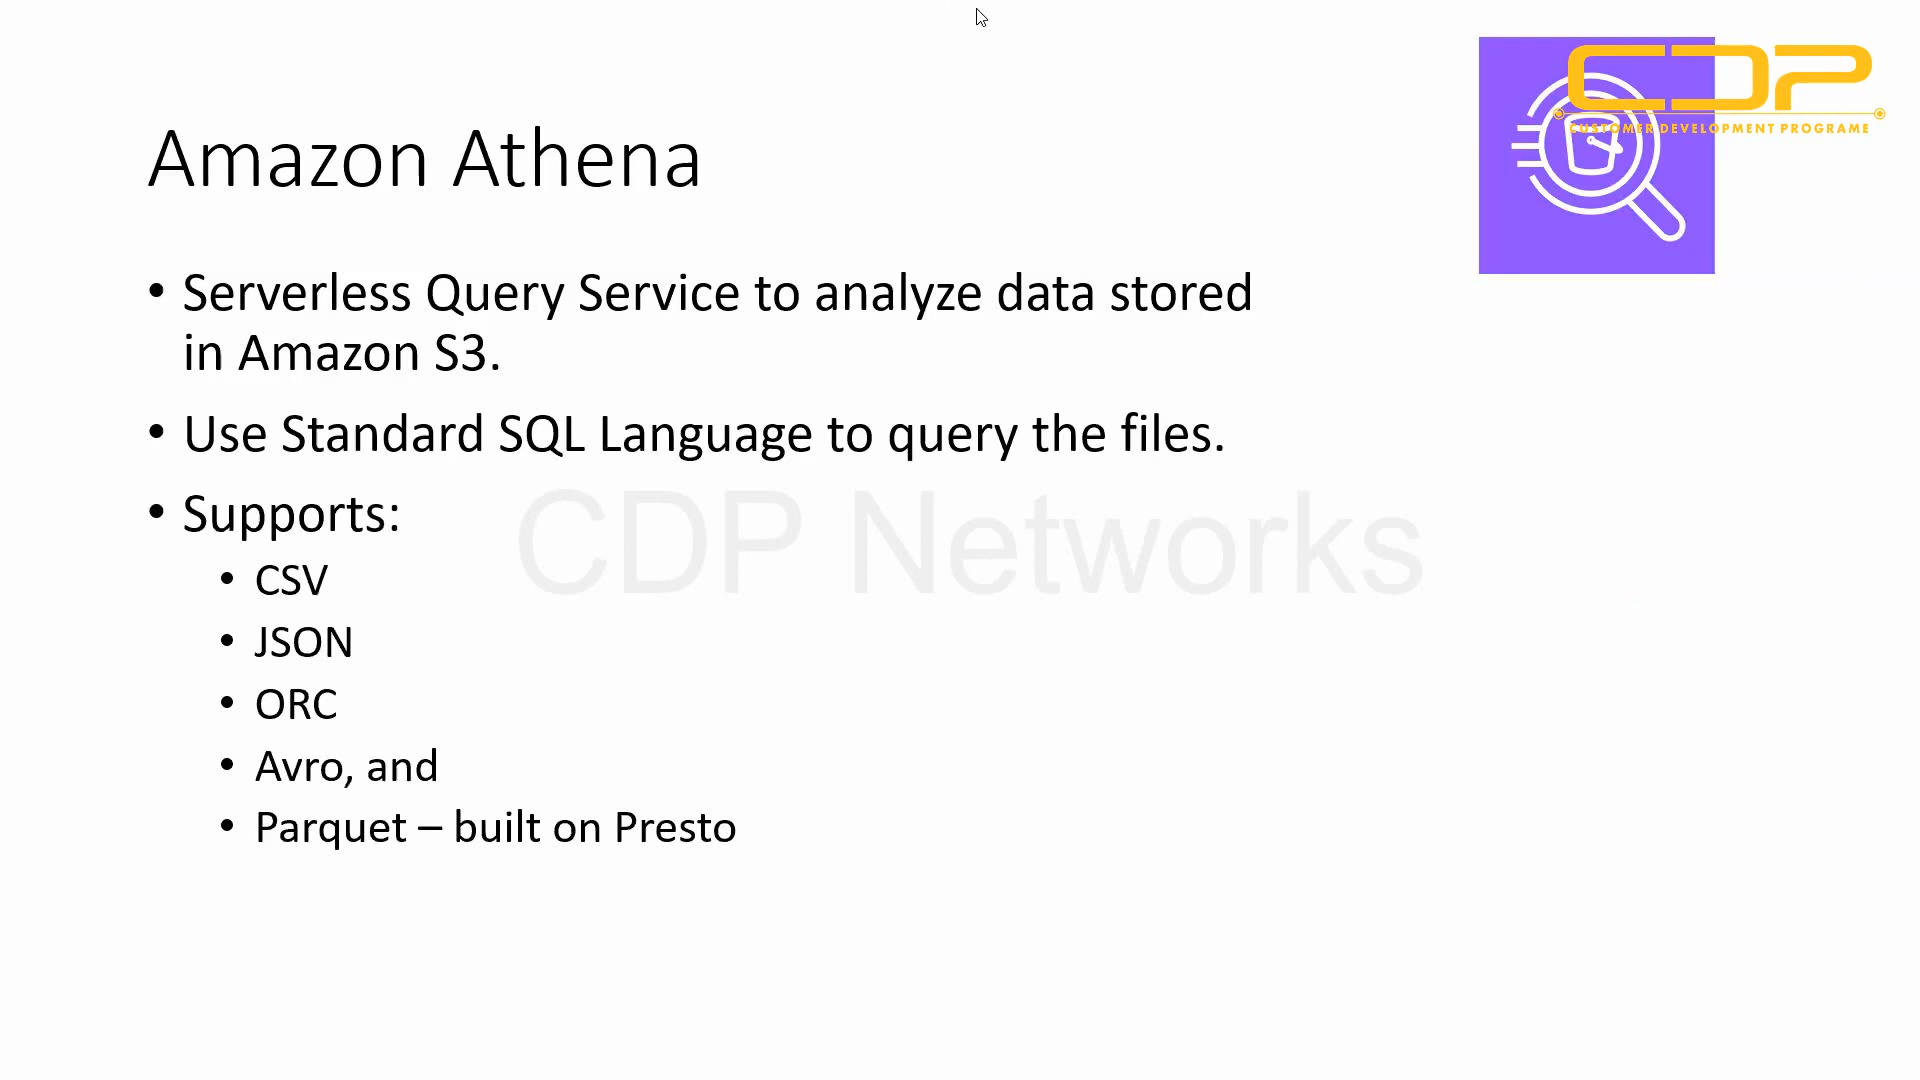 CDP
CUSTOMER DEVELOPMENT PROGRAME
Amazon Athena
• Serverless Query Service to analyze data stored
in Amazon S3.
• Use Standard SQL Language to query the files.
• Supports:
CDP Networks
• CSV
• JSON
• ORC
• Avro, and
• Parquet – built on Presto